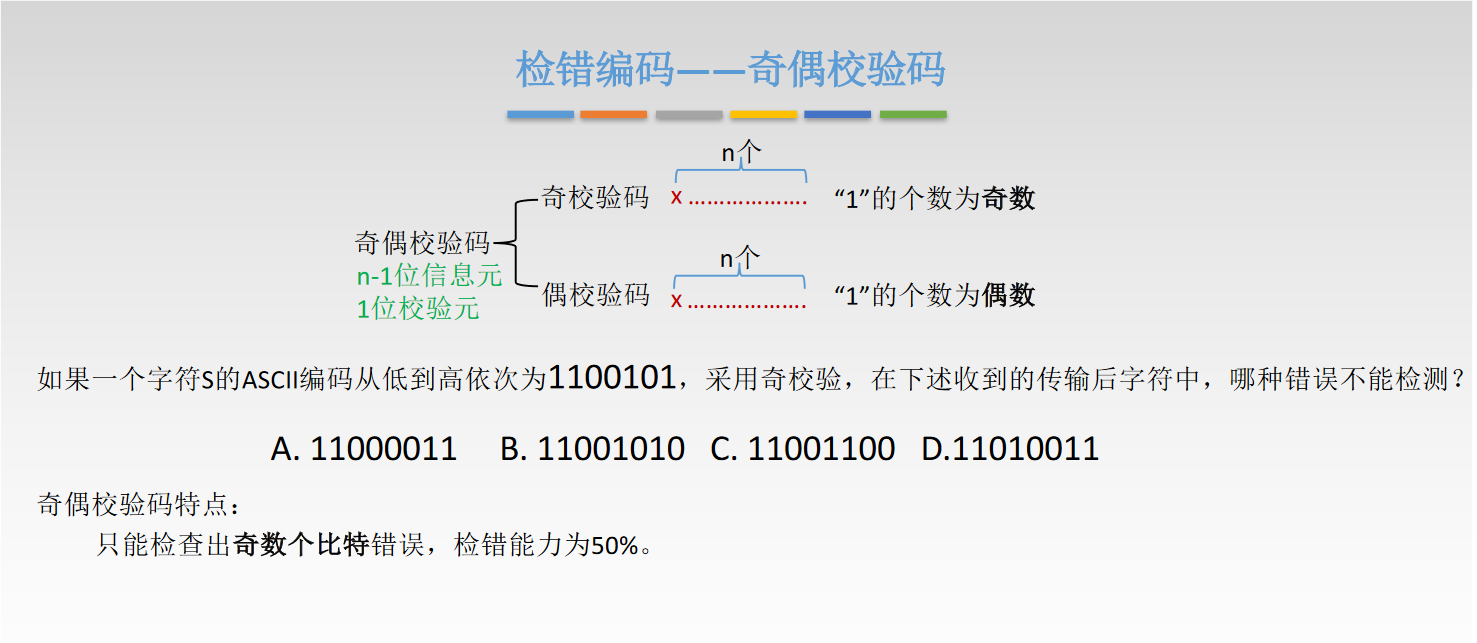 检错编码——奇偶校验码
n个
奇校验码 x ……………… “1”的个数为奇数
奇偶校验码
n-1位信息元
1位校验元
n个
偶校验码 x ……………… “1”的个数为偶数
如果一个字符S的ASCII编码从低到高依次为1100101，采用奇校验，在下述收到的传输后字符中，哪种错误不能检测？
A. 11000011 B. 11001010 C. 11001100 D.11010011
奇偶校验码特点：
只能检查出奇数个比特错误，检错能力为50%。